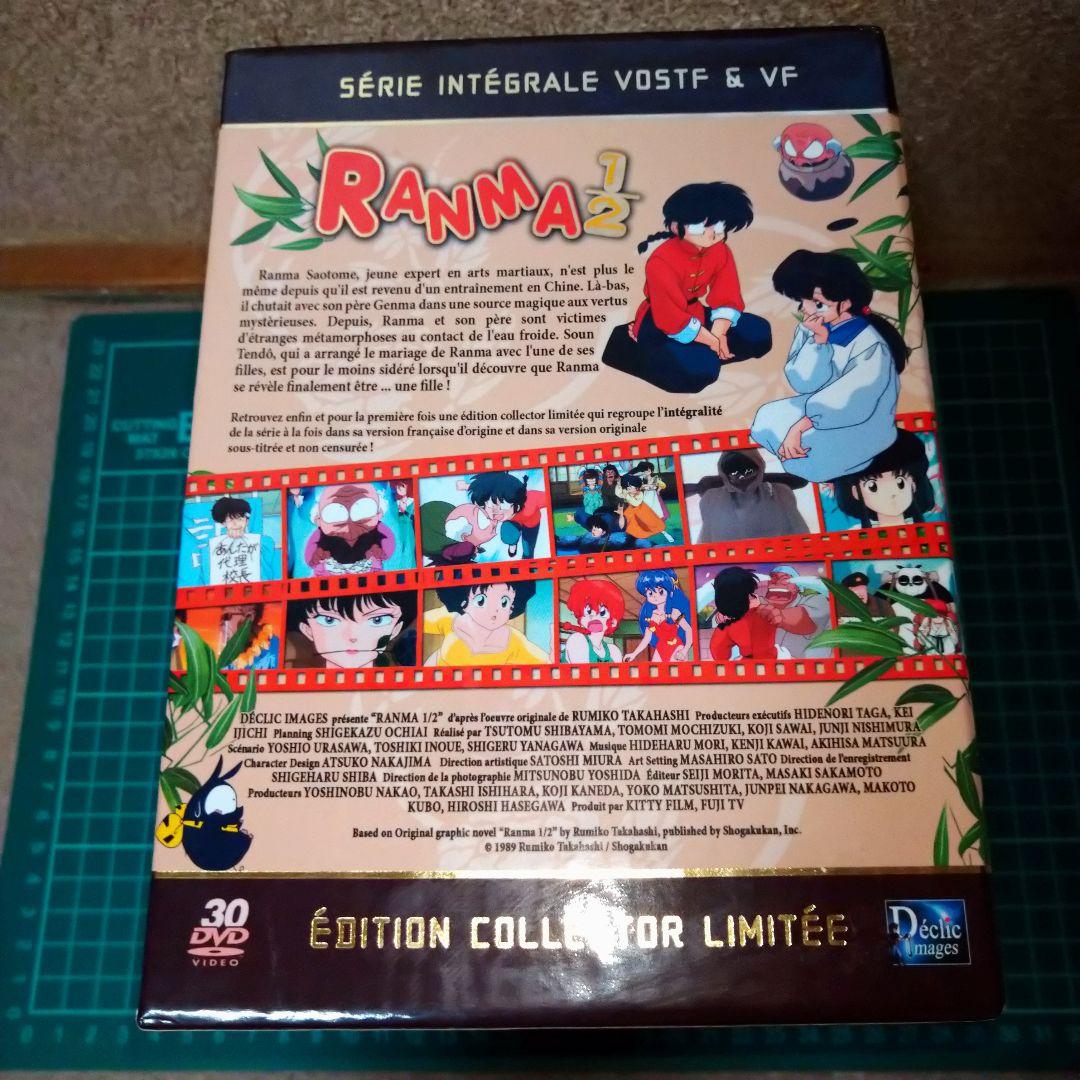 SÉRIE INTÉGRALE VOSTF & VF
RANMA 1/2
Ranma Saotome, jeune expert en arts martiaux, n'est plus le
même depuis qu'il est revenu d'un entraînement en Chine. Là-bas,
il chutait avec son père Genma dans une source magique aux vertus
mystèrieuses. Depuis, Ranma et son père sont victimes
d'étranges métamorphoses au contact de l'eau froide. Soun
Tendô, qui a arrangé le mariage de Ranma avec l'une de ses
filles, est pour le moins sidéré lorsqu'il découvre que Ranma
se révèle finalement être ... une fille !
Retrouvez enfin et pour la première fois une édition collector limitée qui regroupe l'intégralité
de la série à la fois dans sa version française d'origine et dans sa version originale
sous-titrée et non censurée !
あんたが
代理
校長
DÉCLIC IMAGES présente "RANMA 1/2" d'après l'oeuvre originale de RUMIKO TAKAHASHI Producteurs exécutifs HIDENORI TAGA, KEI
IJICHI Planning SHIGEKAZU OCHIAI Réalisé par TSUTOMU SHIBAYAMA, TOMOMI MOCHIZUKI, KOJI SAWAI, JUNJI NISHIMURA
Scénario YOSHIO URASAWA, TOSHIKI INOUE, SHIGERU YANAGAWA Musique HIDEHARU MORI, KENJI KAWAI, AKIHISA MATSUURA
Character Design ATSUKO NAKAJIMA Direction artistique SATOSHI MIURA Art Setting MASAHIRO SATO Direction de l'enregistrement
SHIGEHARU SHIBA Direction de la photographie MITSUNOBU YOSHIDA Éditeur SEIJI MORITA, MASAKI SAKAMOTO
Producteurs YOSHINOBU NAKAO, TAKASHI ISHIHARA, KOJI KANEDA, YOKO MATSUSHITA, JUNPEI NAKAGAWA, MAKOTO
KUBO, HIROSHI HASEGAWA Produit par KITTY FILM, FUJI TV
Based on Original graphic novel "Ranma 1/2" by Rumiko Takahashi, published by Shogakukan, Inc.
© 1989 Rumiko Takahashi / Shogakukan
30
DVD
VIDEO
ÉDITION COLLECTOR LIMITÉE
Déclic
Images